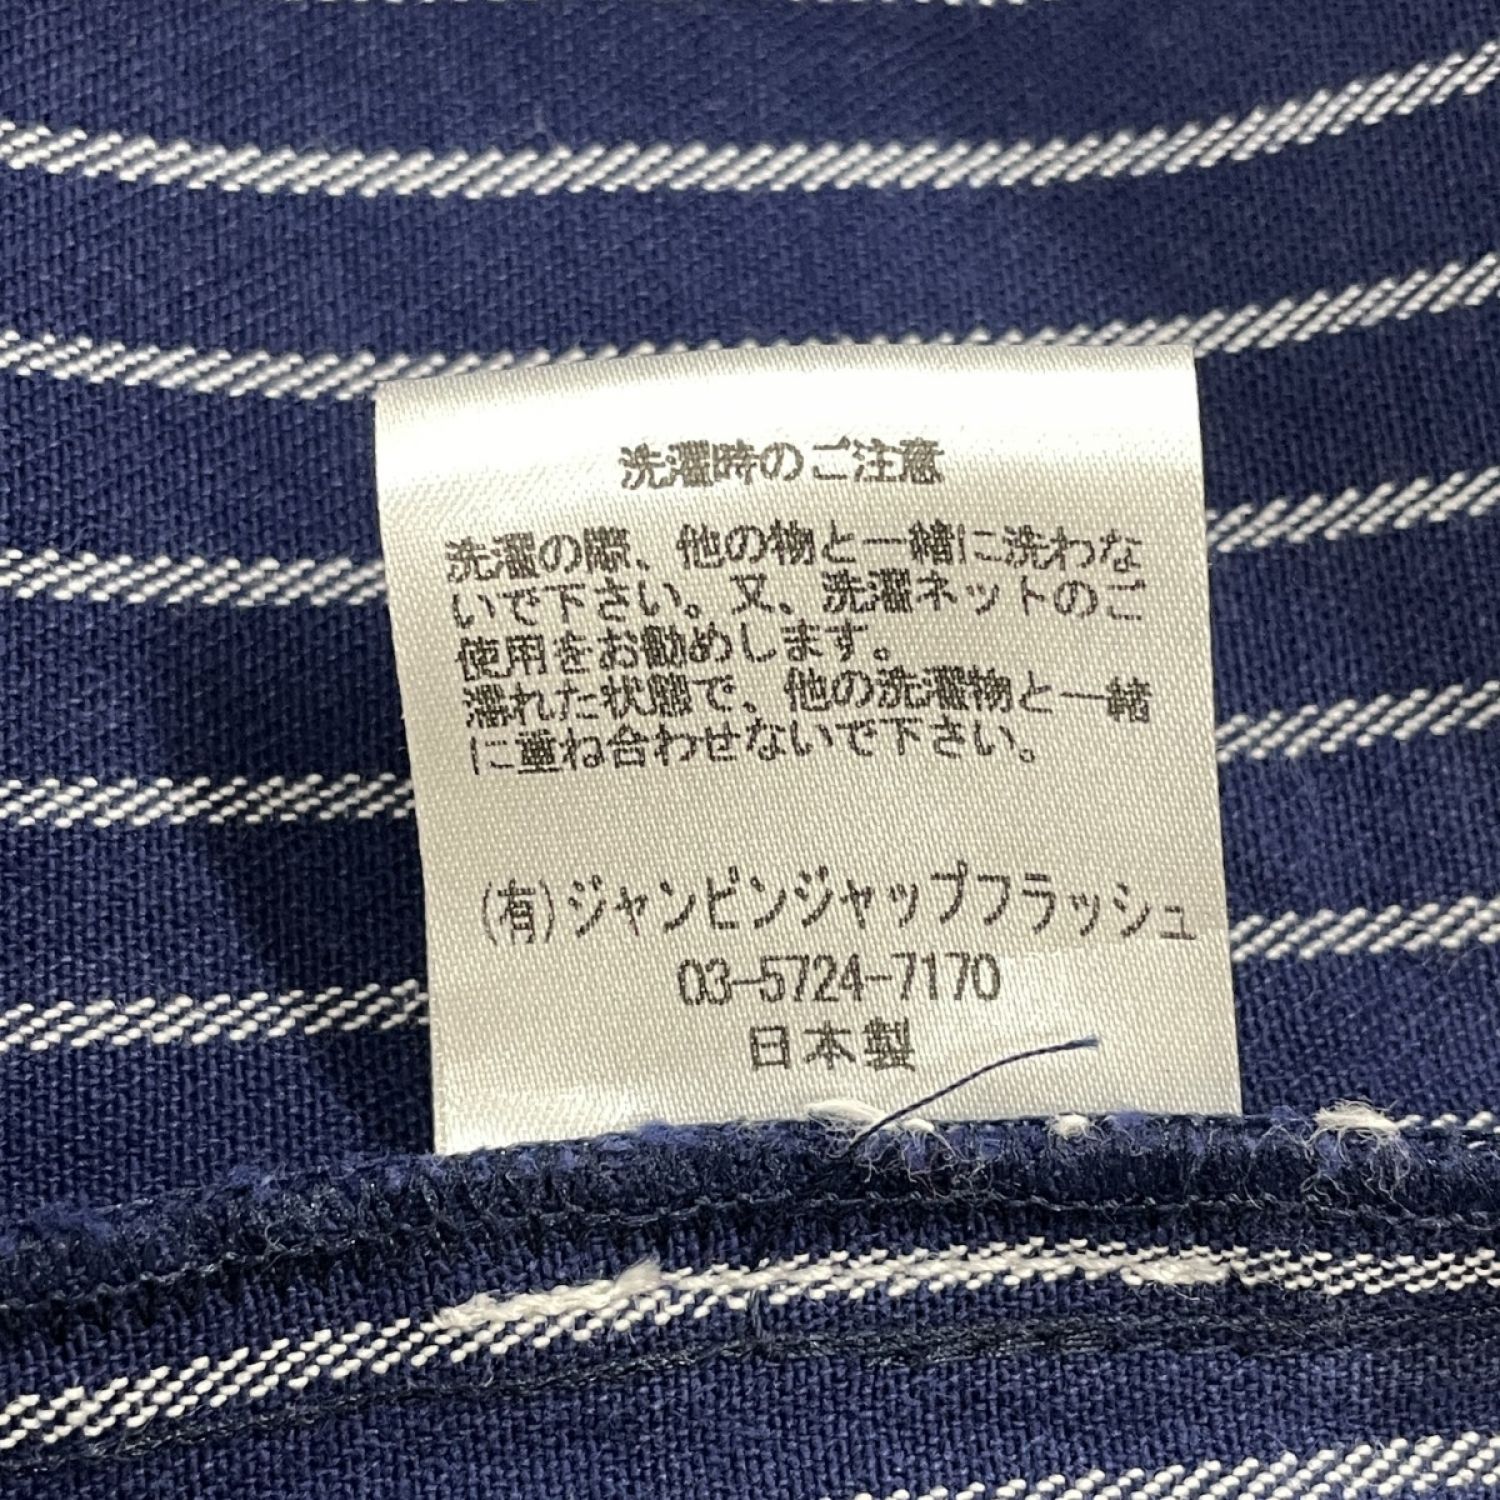 洗濯時のご注意
洗濯の際、他の物と一緒に洗わな
いで下さい。又、洗濯ネットのご
使用をお勧めします。
濡れた状態で、他の洗濯物と一緒
に重ね合わせないで下さい。
(有)ジャンピンジャップフラッシュ
03-5724-7170
日本製